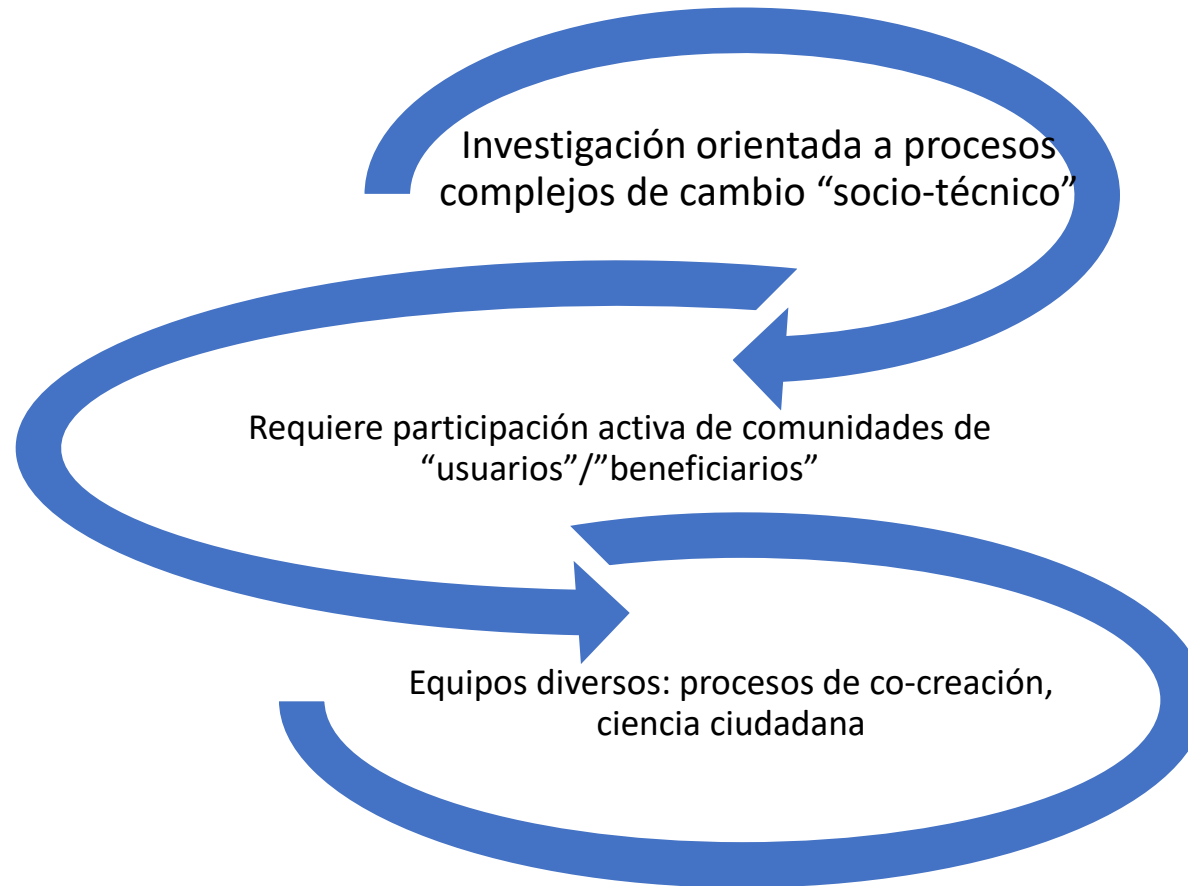 Investigación orientada a procesos
complejos de cambio “socio-técnico”
Requiere participación activa de comunidades de
“usuarios”/”beneficiarios”
Equipos diversos: procesos de co-creación,
ciencia ciudadana